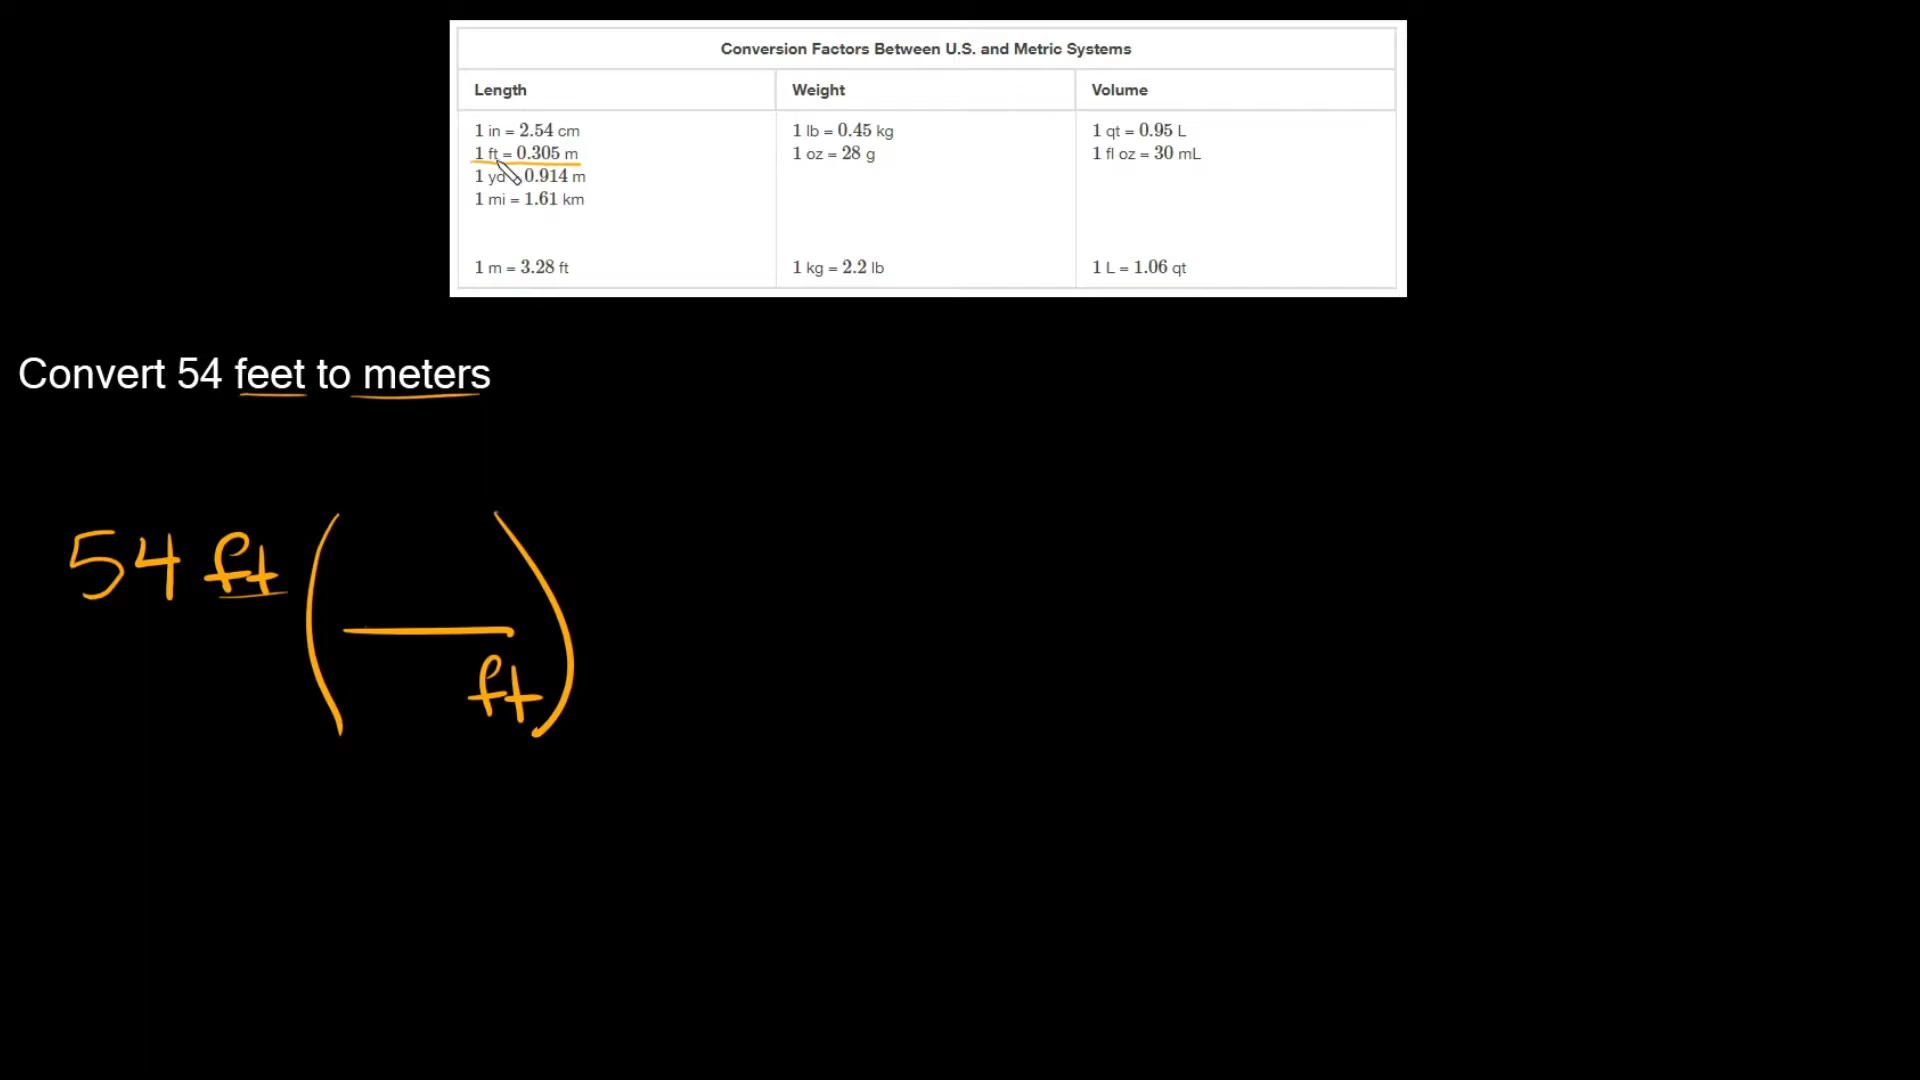 Conversion Factors Between U.S. and Metric Systems
Length Weight Volume
1 in = 2.54 cm 1 lb = 0.45 kg 1 qt = 0.95 L
1 ft = 0.305 m 1 oz = 28 g 1 fl oz = 30 mL
1 yd 0.914 m
1 mi = 1.61 km
1 m = 3.28 ft 1 kg = 2.2 lb 1 L = 1.06 qt
Convert 54 feet to meters
54 ft (
ft )